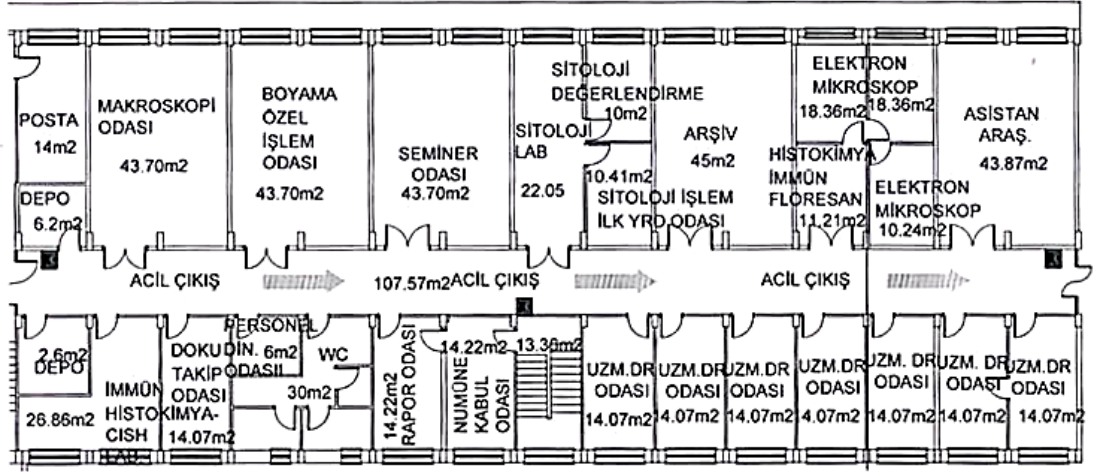 POSTA
14m2
DEPO
6.2m2
MAKROSKOPİ
ODASI
43.70m2
BOYAMA
ÖZEL
İŞLEM
ODASI
43.70m2
SEMİNER
ODASI
43.70m2
SİTOLOJİ
LAB
22.05
SİTOLOJİ
DEĞERLENDİRME
10m2
10.41m2
SİTOLOJİ İŞLEM
İLK YRD ODASI
ARŞİV
45m2
ELEKTRON
MİKROSKOP
18.36m2
18.36m2
HİSTOKİMYA
İMMÜN
FLORESAN
11.21m2
ELEKTRON
MİKROSKOP
10.24m2
ASİSTAN
ARAŞ.
43.87m2
ACİL ÇIKIŞ
107.57m2
ACİL ÇIKIŞ
ACİL ÇIKIŞ
2.6m2
DEPO
26.86m2
İMMÜN
HİSTOKİMYA-
CISH
LAB.
DOKU
TAKİP
ODASI
14.07m2
PERSONEL
DİN. 6m2
ODASI
WC
30m2
14.22m2
RAPOR ODASI
14.22m2
NUMUNE
KABUL
ODASI
13.36m2
UZM.DR
ODASI
14.07m2
UZM.DR
ODASI
14.07m2
UZM.DR
ODASI
14.07m2
UZM.DR
ODASI
4.07m2
UZM. DR
ODASI
14.07m2
UZM. DR
ODASI
14.07m2
UZM. DR
ODASI
14.07m2